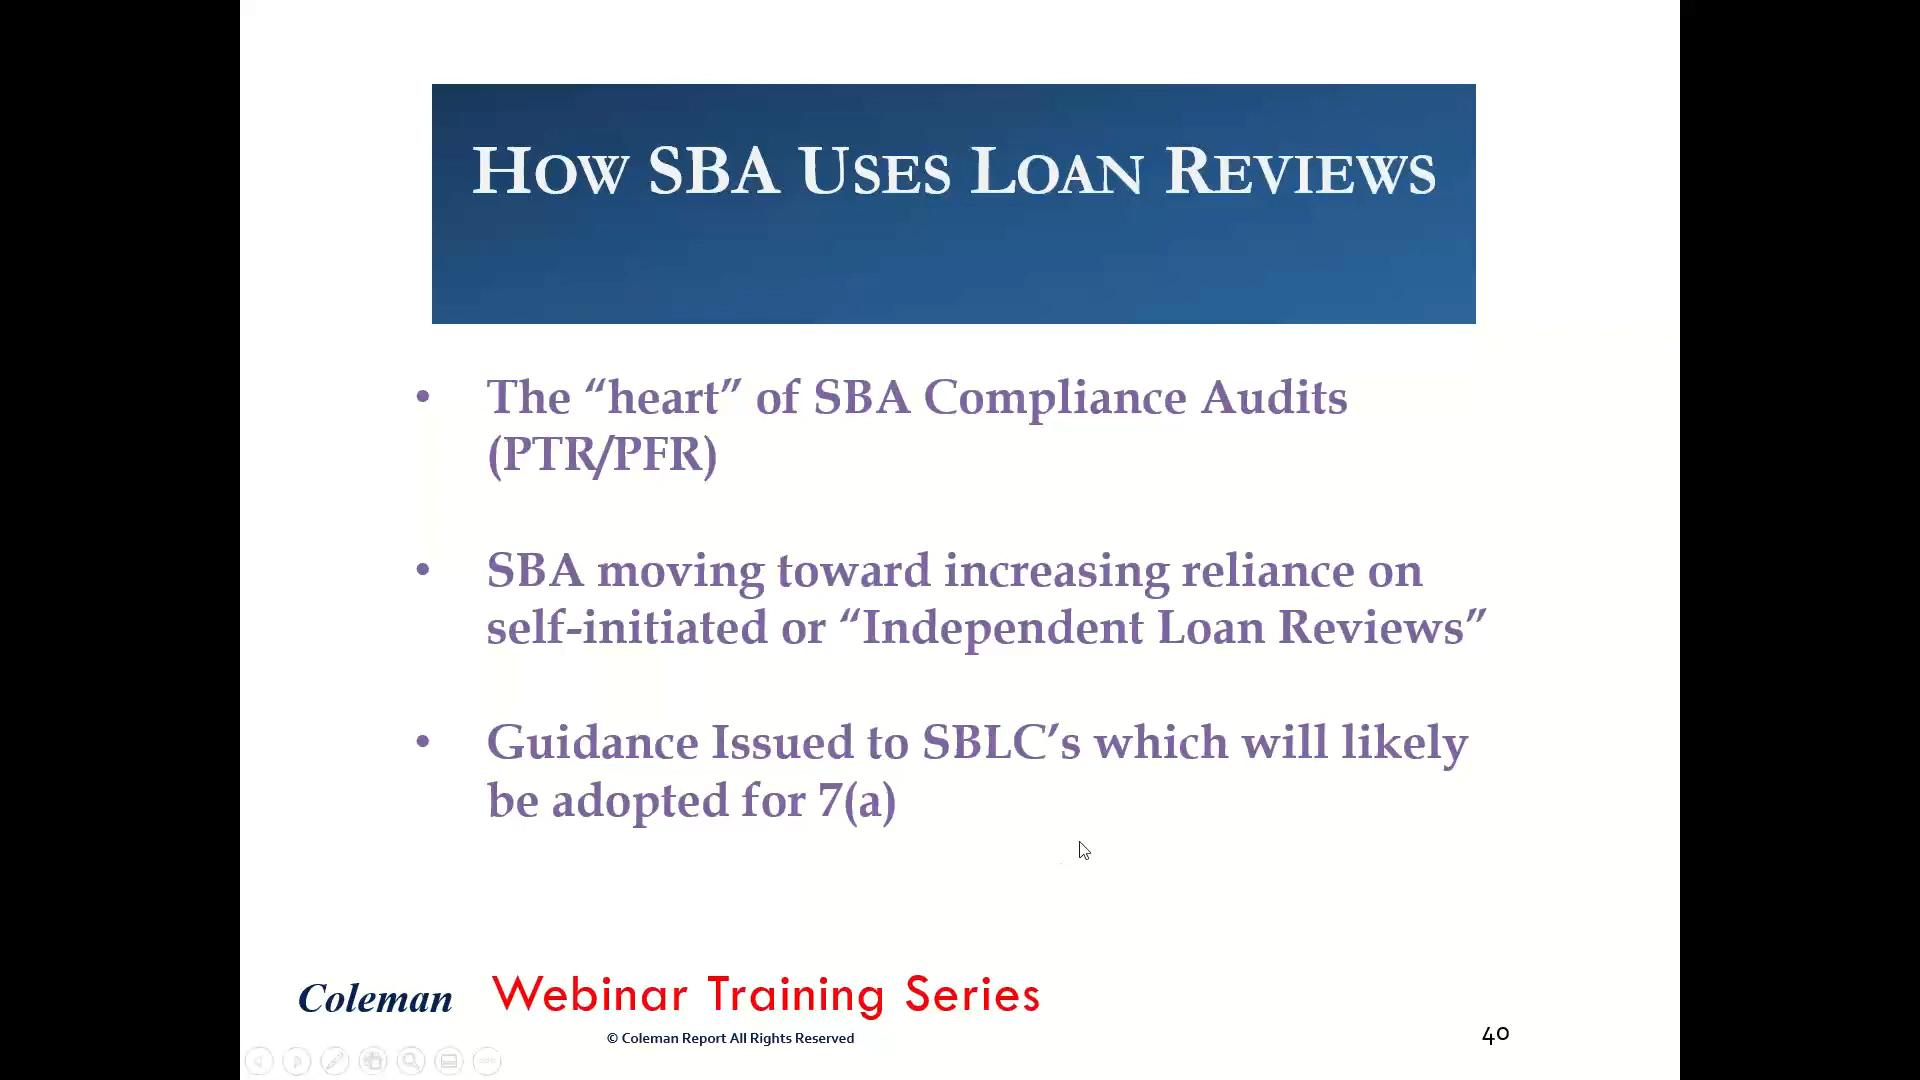 How SBA Uses Loan Reviews
• The “heart” of SBA Compliance Audits
(PTR/PFR)
• SBA moving toward increasing reliance on
self-initiated or “Independent Loan Reviews”
• Guidance Issued to SBLC’s which will likely
be adopted for 7(a)
Coleman Webinar Training Series
© Coleman Report All Rights Reserved
40